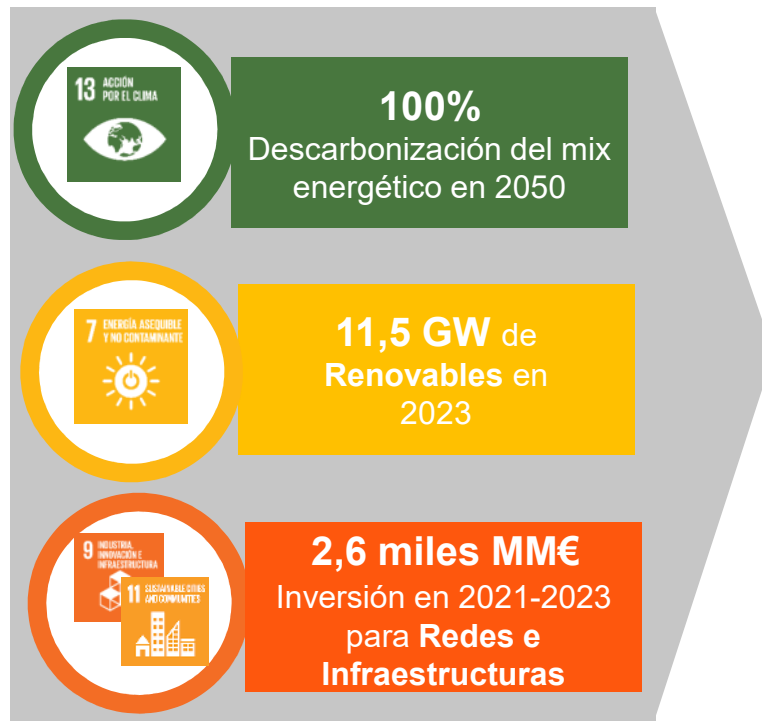 13 ACCIÓN
POR EL CLIMA
100%
Descarbonización del mix
energético en 2050
7 ENERGÍA ASEQUIBLE
Y NO CONTAMINANTE
11,5 GW de
Renovables en
2023
9 INDUSTRIA,
INNOVACIÓN E
INFRAESTRUCTURA
11 SUSTAINABLE CITIES
AND COMMUNITIES
2,6 miles MM€
Inversión en 2021-2023
para Redes e
Infraestructuras